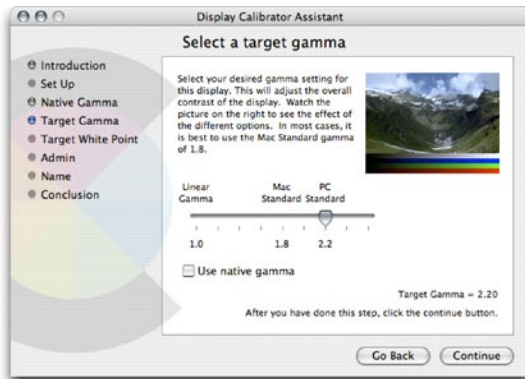 Display Calibrator Assistant
Select a target gamma
Introduction
Set Up
Native Gamma
Target Gamma
Target White Point
Admin
Name
Conclusion
Select your desired gamma setting for
this display. This will adjust the overall
contrast of the display. Watch the
picture on the right to see the effect of
the different options. In most cases, it
is best to use the Mac Standard gamma
of 1.8.
Linear Gamma
Mac Standard
PC Standard
1.0 1.8 2.2
Use native gamma
Target Gamma = 2.20
After you have done this step, click the continue button.
Go Back Continue